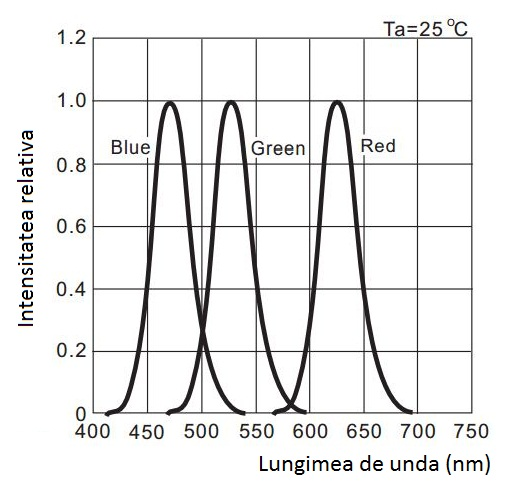 Ta=25 °C
1.2
1.0
0.8
0.6
0.4
0.2
0
Intensitatea relativa
Blue
Green
Red
400 450 500 550 600 650 700 750
Lungimea de unda (nm)